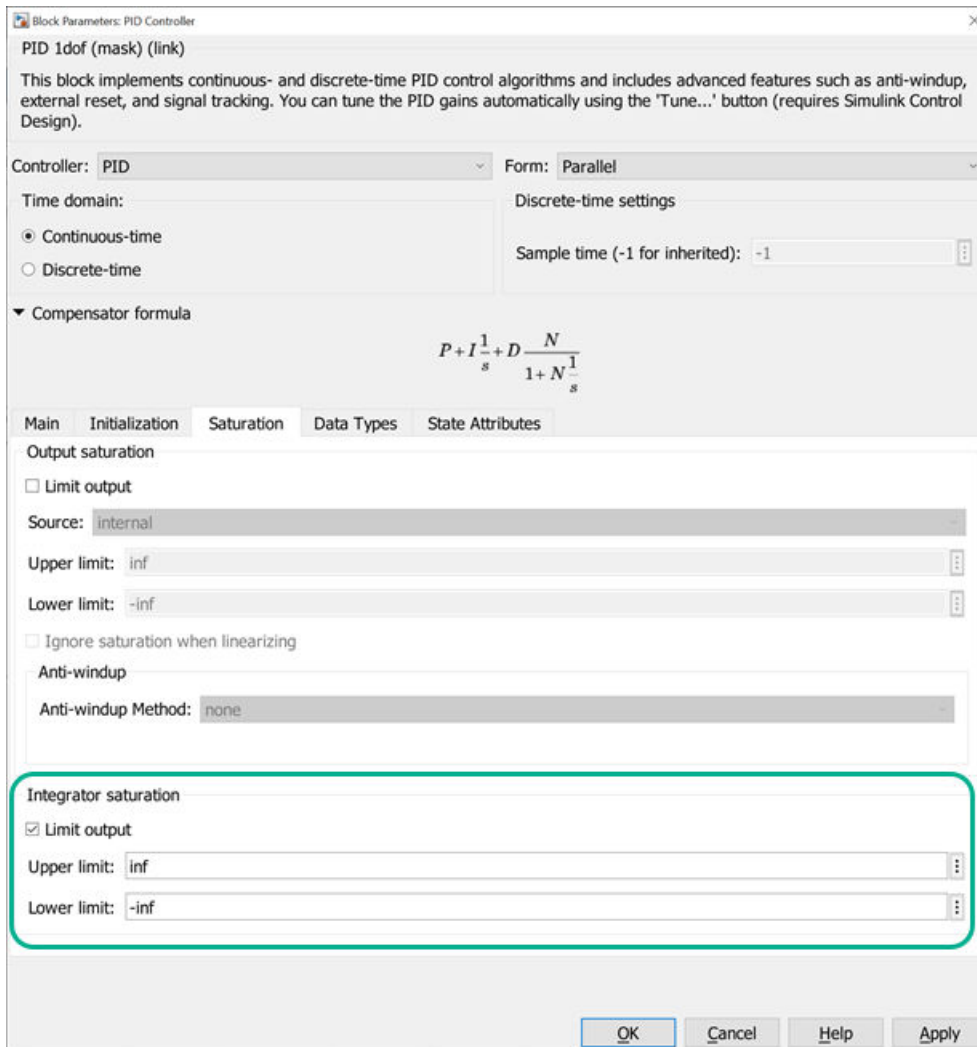 Block Parameters: PID Controller
PID 1dof (mask) (link)
This block implements continuous- and discrete-time PID control algorithms and includes advanced features such as anti-windup,
external reset, and signal tracking. You can tune the PID gains automatically using the 'Tune...' button (requires Simulink Control
Design).
Controller: PID Form: Parallel
Time domain: Discrete-time settings
Continuous-time
Sample time (-1 for inherited): -1
Discrete-time
Compensator formula
P + I 1/s + D N/(1 + N 1/s)
Main Initialization Saturation Data Types State Attributes
Output saturation
Limit output
Source: internal
Upper limit: inf
Lower limit: -inf
Ignore saturation when linearizing
Anti-windup
Anti-windup Method: none
Integrator saturation
Limit output
Upper limit: inf
Lower limit: -inf
OK Cancel Help Apply